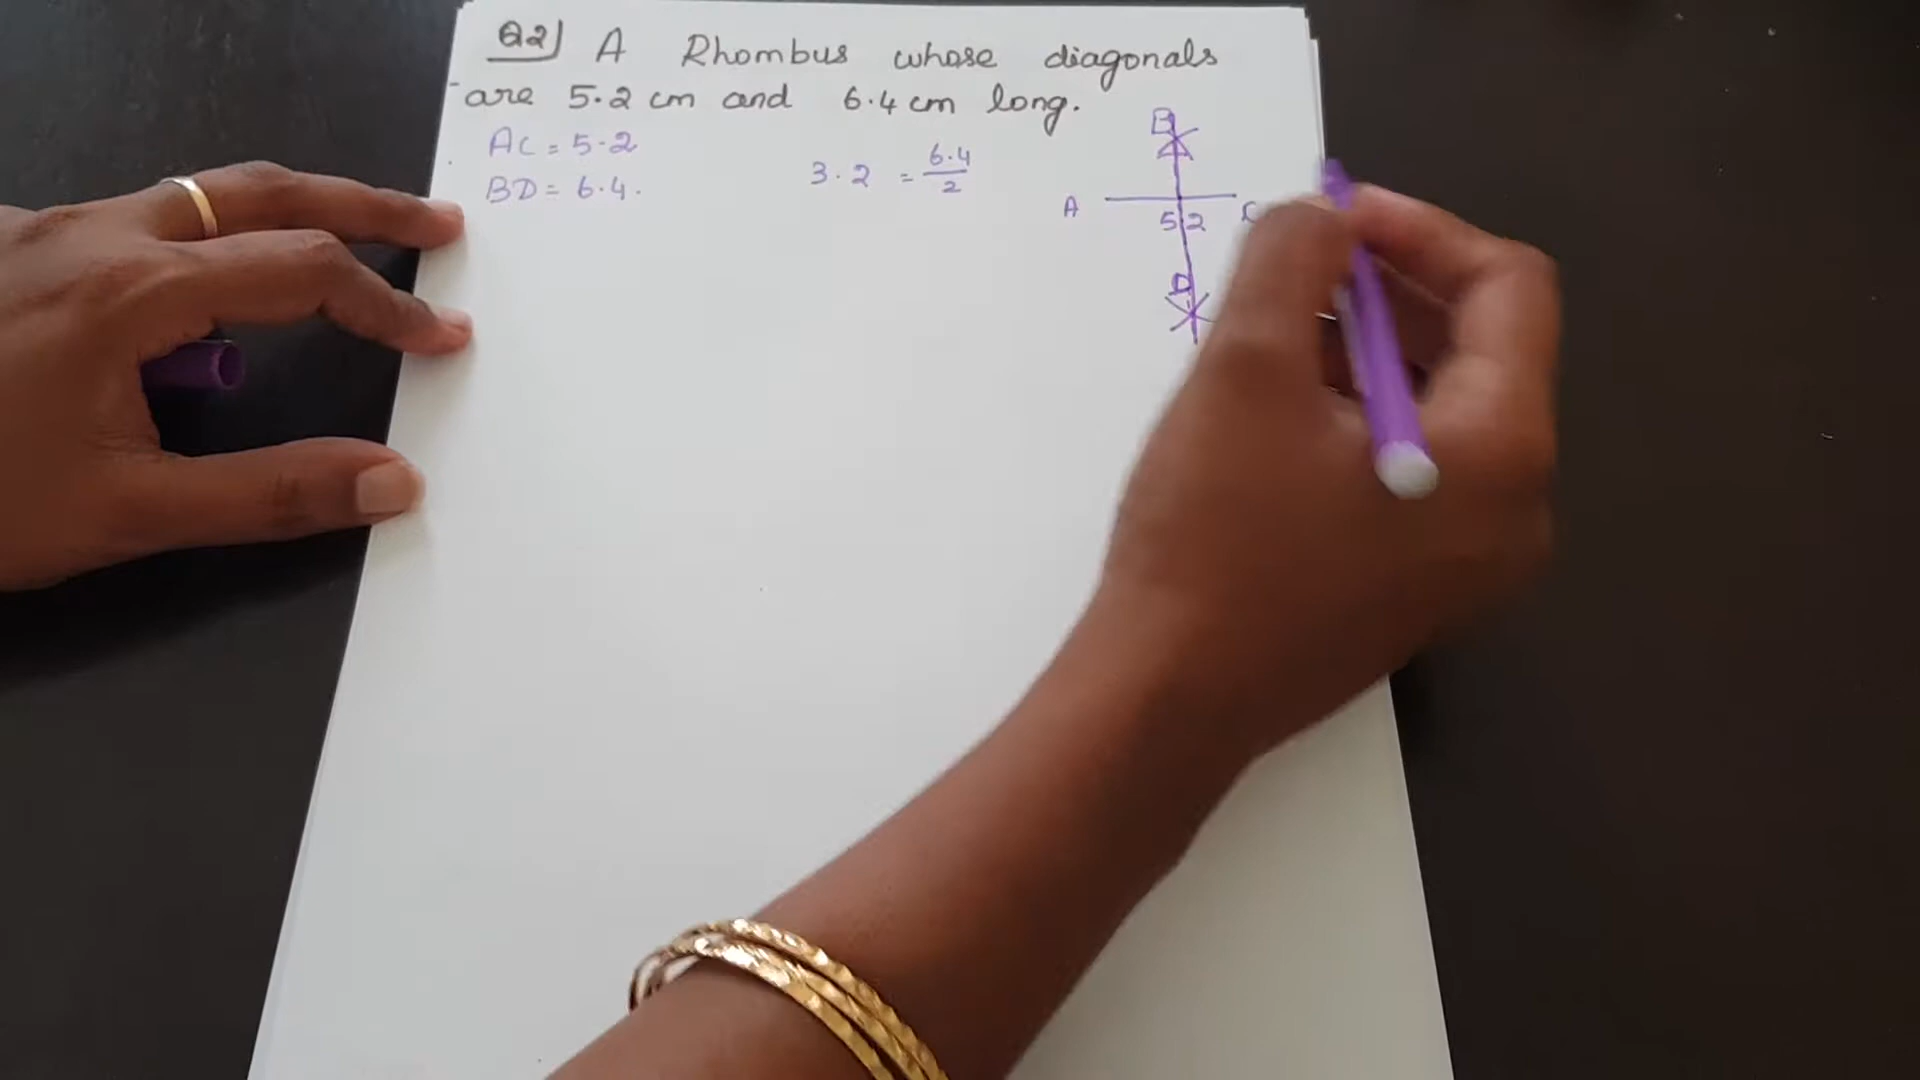 Q2) A Rhombus whose diagonals
are 5.2 cm and 6.4 cm long.
AC = 5.2
BD = 6.4.
3.2 = 6.4/2
B
A 5 2 C
D